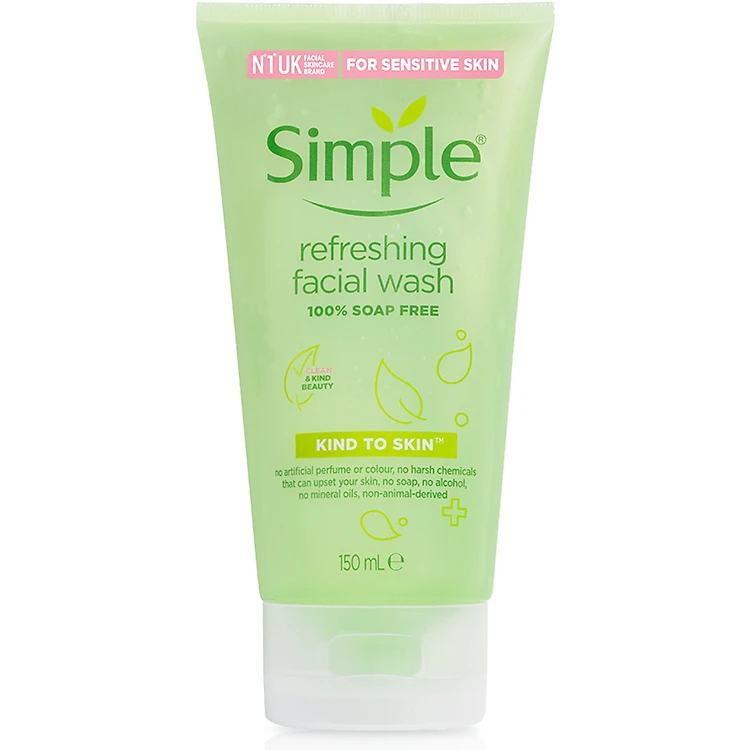 N°1 UK FACIAL SKINCARE BRAND FOR SENSITIVE SKIN
Simple®
refreshing
facial wash
100% SOAP FREE
CLEAN
& KIND
BEAUTY
KIND TO SKIN™
no artificial perfume or colour, no harsh chemicals
that can upset your skin, no soap, no alcohol,
no mineral oils, non-animal-derived
150 mL ℮